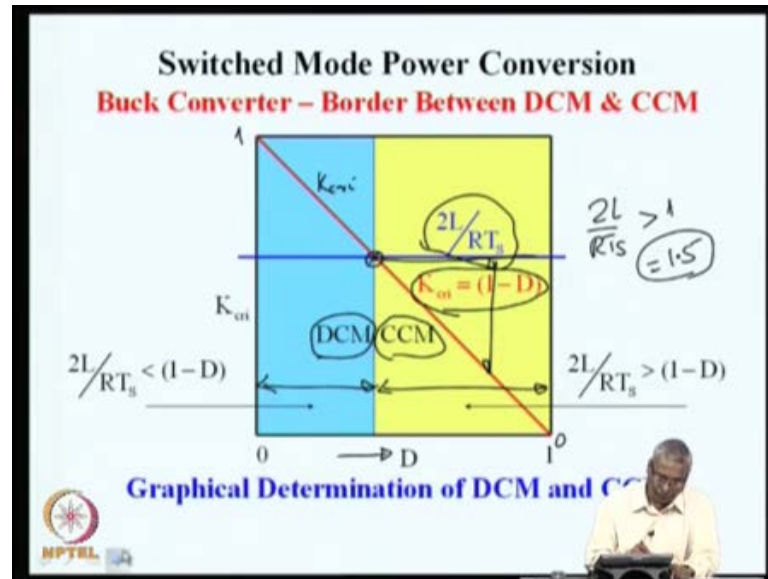 Switched Mode Power Conversion
Buck Converter – Border Between DCM & CCM
1
Kcri
2L/RTs
2L/RTs > 1
= 1.5
Kcri = (1-D)
Kcri
DCM CCM
2L/RTs < (1-D)
2L/RTs > (1-D)
0
0 → D 1
Graphical Determination of DCM and
NPTEL